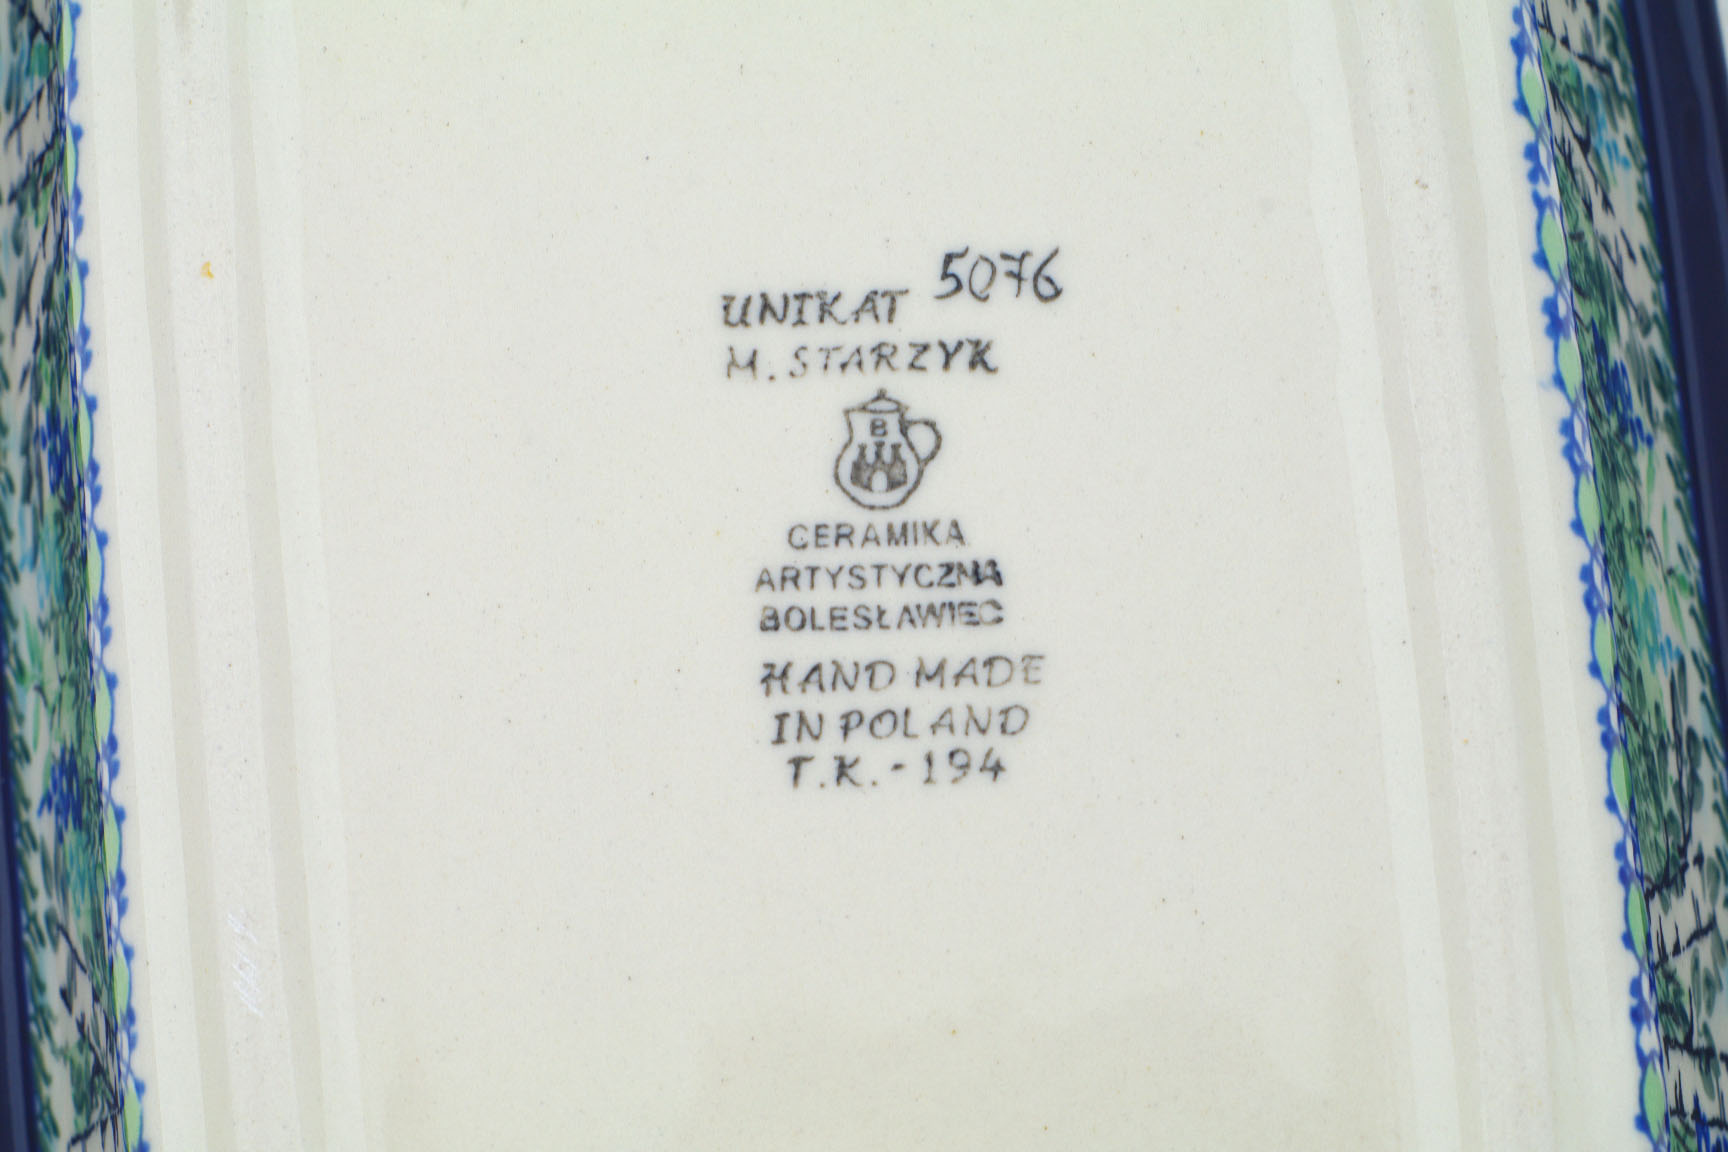 UNIKAT 5076
M. STARZYK
B
CERAMIKA
ARTYSTYCZNA
BOLESŁAWIEC
HAND MADE
IN POLAND
T.K.-194